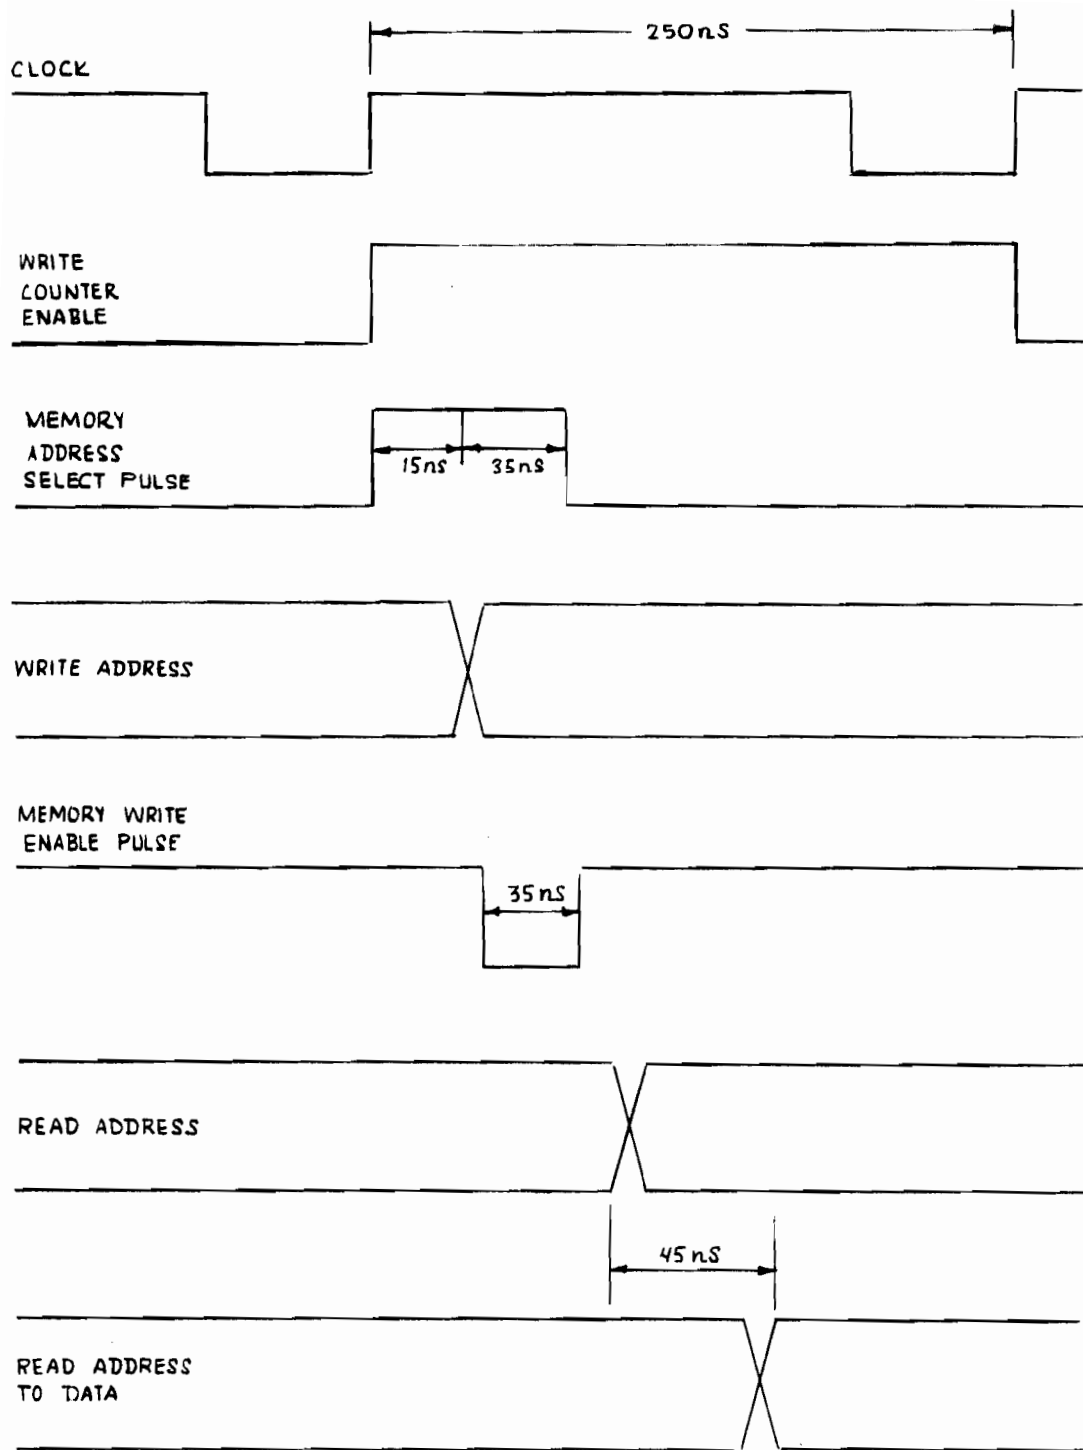 250nS
CLOCK
WRITE
COUNTER
ENABLE
MEMORY
ADDRESS
SELECT PULSE
15nS
35nS
WRITE ADDRESS
MEMORY WRITE
ENABLE PULSE
35nS
READ ADDRESS
45nS
READ ADDRESS
TO DATA